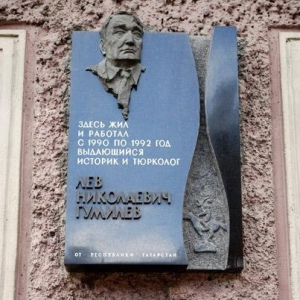 ЗДЕСЬ ЖИЛ
И РАБОТАЛ
С 1990 ПО 1992 ГОД
ВЫДАЮЩИЙСЯ
ИСТОРИК И ТЮРКОЛОГ
ЛЕВ
НИКОЛАЕВИЧ
ГУМИЛЕВ
ОТ РЕСПУБЛИКИ ТАТАРСТАН